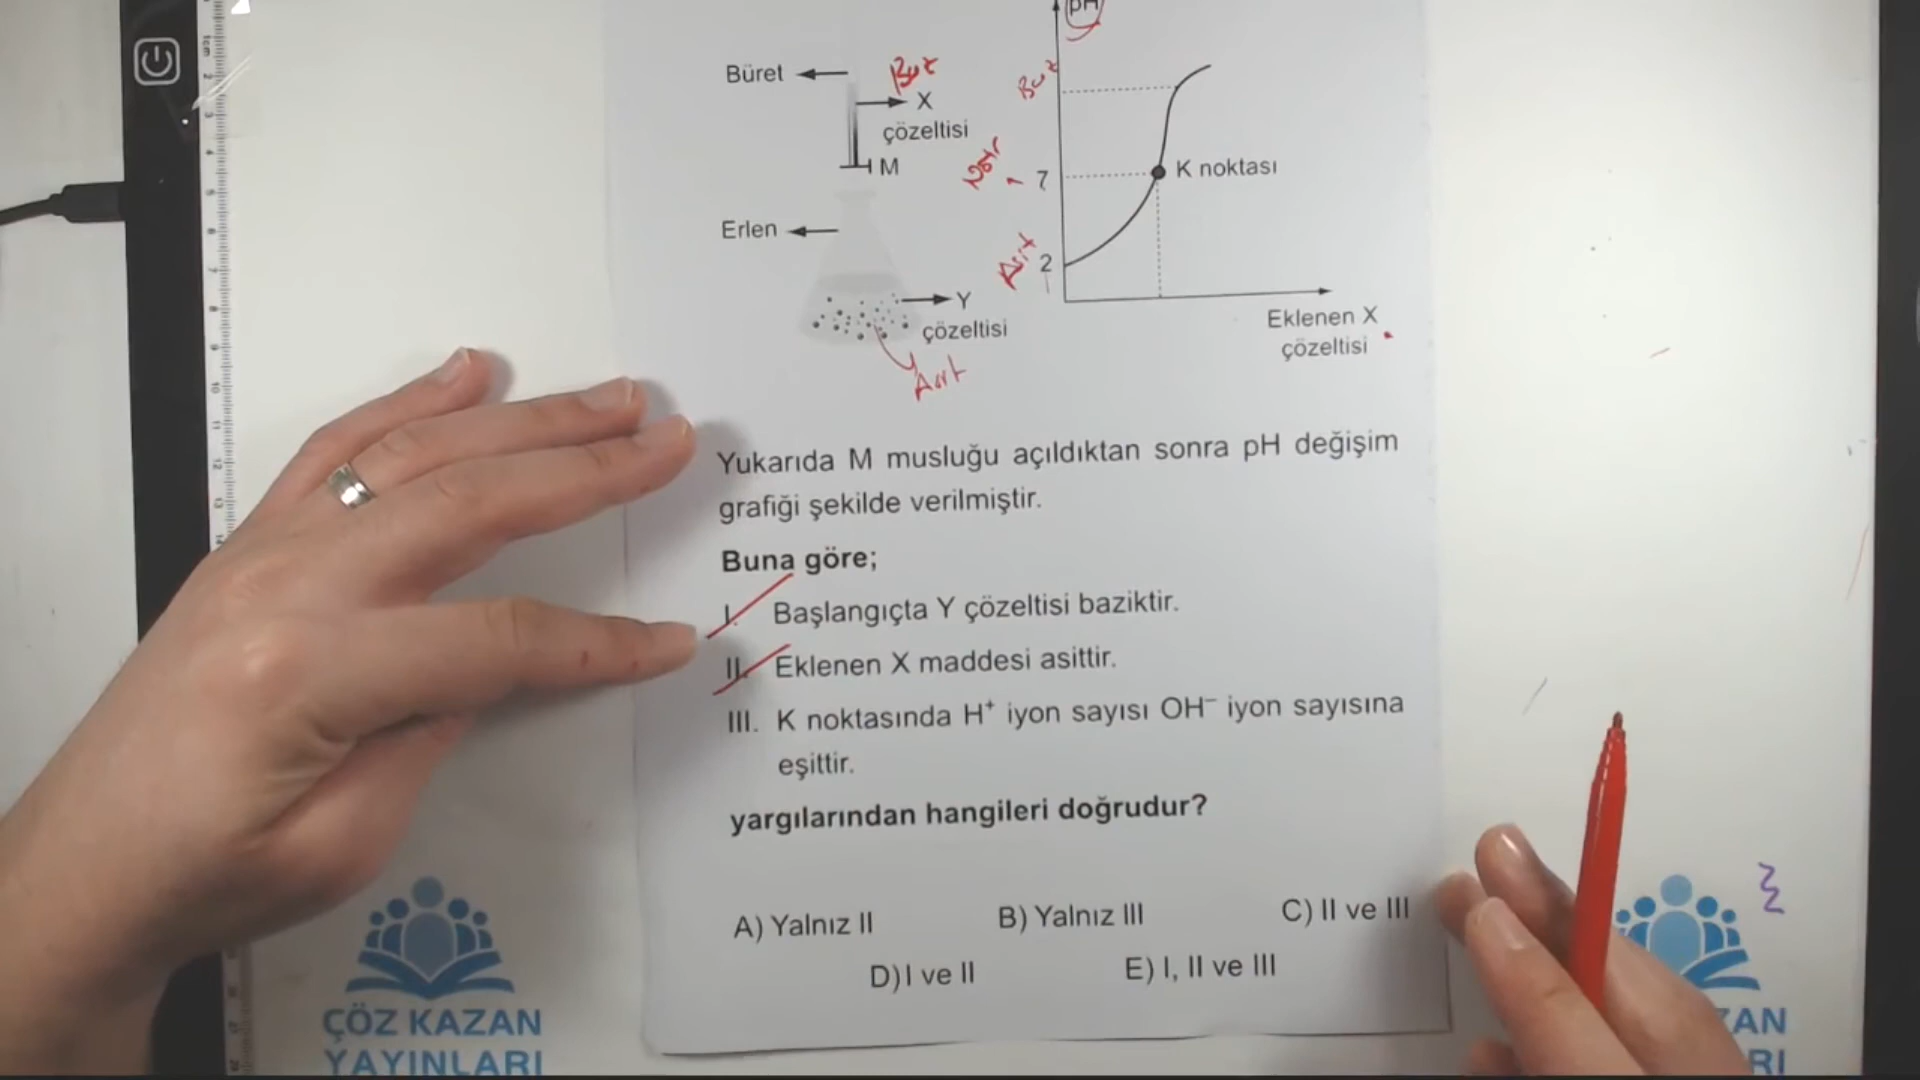 pH
Büret
Baz
X
çözeltisi
M
Erlen
Y
çözeltisi
Asit
Baz
Nötr
7
K noktası
Asit
2
Eklenen X
çözeltisi
Yukarıda M musluğu açıldıktan sonra pH değişim
grafiği şekilde verilmiştir.
Buna göre;
I. Başlangıçta Y çözeltisi baziktir.
II. Eklenen X maddesi asittir.
III. K noktasında H⁺ iyon sayısı OH⁻ iyon sayısına
eşittir.
yargılarından hangileri doğrudur?
A) Yalnız II B) Yalnız III C) II ve III
D) I ve II E) I, II ve III
ÇÖZ KAZAN
YAYINLARI